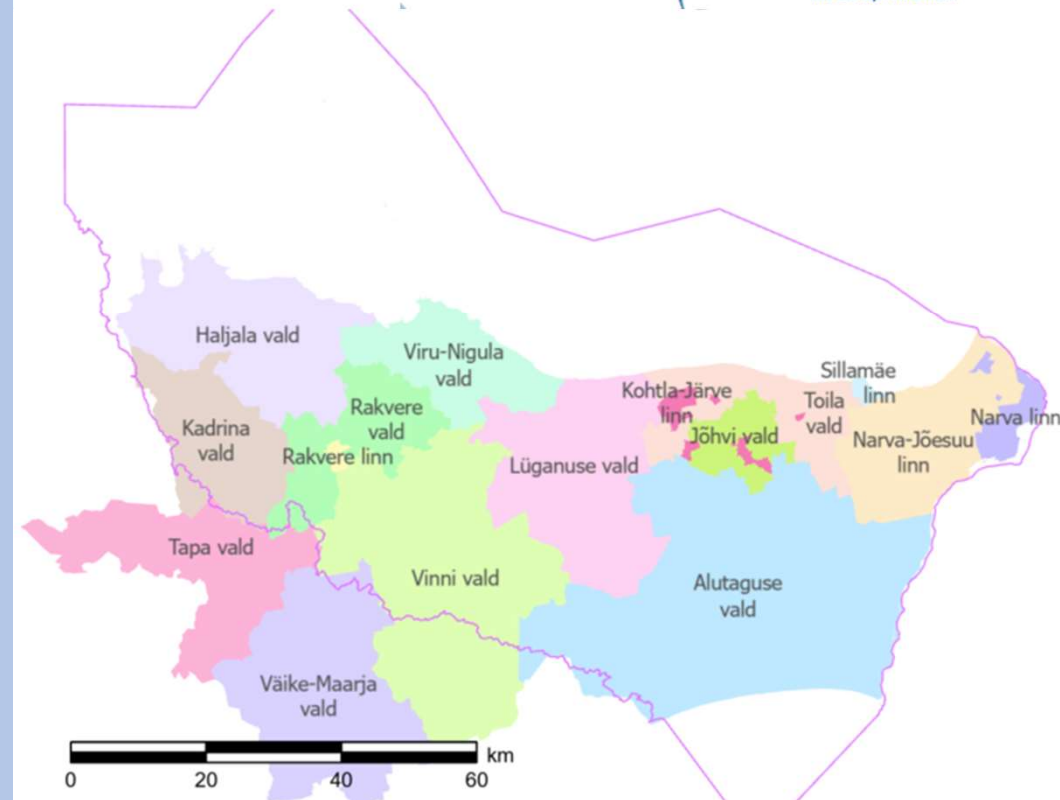 Haljala vald
Viru-Nigula
vald
Sillamäe
linn
Kohtla-Järve
linn
Toila
vald
Narva linn
Rakvere
vald
Kadrina
vald
Jõhvi vald
Narva-Jõesuu
linn
Rakvere linn
Lüganuse vald
Tapa vald
Vinni vald
Alutaguse
vald
Väike-Maarja
vald
km
0 20 40 60